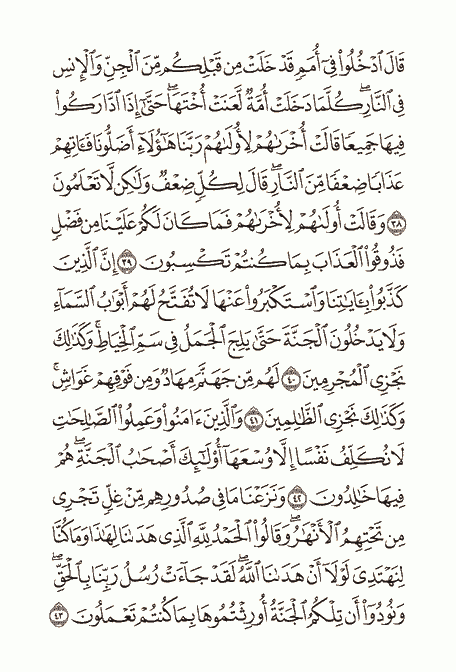 قَالَ ٱدْخُلُوا۟ فِىٓ أُمَمٍ قَدْ خَلَتْ مِن قَبْلِكُم مِّنَ ٱلْجِنِّ وَٱلْإِنسِ
فِى ٱلنَّارِ ۖ كُلَّمَا دَخَلَتْ أُمَّةٌ لَّعَنَتْ أُخْتَهَا ۖ حَتَّىٰٓ إِذَا ٱدَّارَكُوا۟
فِيهَا جَمِيعًا قَالَتْ أُخْرَىٰهُمْ لِأُولَىٰهُمْ رَبَّنَا هَٰٓؤُلَآءِ أَضَلُّونَا فَـَٔاتِهِمْ
عَذَابًا ضِعْفًا مِّنَ ٱلنَّارِ ۖ قَالَ لِكُلٍّ ضِعْفٌ وَلَٰكِن لَّا تَعْلَمُونَ
٣٨ وَقَالَتْ أُولَىٰهُمْ لِأُخْرَىٰهُمْ فَمَا كَانَ لَكُمْ عَلَيْنَا مِن فَضْلٍ
فَذُوقُوا۟ ٱلْعَذَابَ بِمَا كُنتُمْ تَكْسِبُونَ ٣٩ إِنَّ ٱلَّذِينَ
كَذَّبُوا۟ بِـَٔايَٰتِنَا وَٱسْتَكْبَرُوا۟ عَنْهَا لَا تُفَتَّحُ لَهُمْ أَبْوَٰبُ ٱلسَّمَآءِ
وَلَا يَدْخُلُونَ ٱلْجَنَّةَ حَتَّىٰ يَلِجَ ٱلْجَمَلُ فِى سَمِّ ٱلْخِيَاطِ ۚ وَكَذَٰلِكَ
نَجْزِى ٱلْمُجْرِمِينَ ٤٠ لَهُم مِّن جَهَنَّمَ مِهَادٌ وَمِن فَوْقِهِمْ غَوَاشٍ ۚ
وَكَذَٰلِكَ نَجْزِى ٱلظَّٰلِمِينَ ٤١ وَٱلَّذِينَ ءَامَنُوا۟ وَعَمِلُوا۟ ٱلصَّٰلِحَٰتِ
لَا نُكَلِّفُ نَفْسًا إِلَّا وُسْعَهَآ أُو۟لَٰٓئِكَ أَصْحَٰبُ ٱلْجَنَّةِ ۖ هُمْ
فِيهَا خَٰلِدُونَ ٤٢ وَنَزَعْنَا مَا فِى صُدُورِهِم مِّنْ غِلٍّ تَجْرِى
مِن تَحْتِهِمُ ٱلْأَنْهَٰرُ ۖ وَقَالُوا۟ ٱلْحَمْدُ لِلَّهِ ٱلَّذِى هَدَىٰنَا لِهَٰذَا وَمَا كُنَّا
لِنَهْتَدِىَ لَوْلَآ أَنْ هَدَىٰنَا ٱللَّهُ ۖ لَقَدْ جَآءَتْ رُسُلُ رَبِّنَا بِٱلْحَقِّ ۖ
وَنُودُوٓا۟ أَن تِلْكُمُ ٱلْجَنَّةُ أُورِثْتُمُوهَا بِمَا كُنتُمْ تَعْمَلُونَ ٤٣